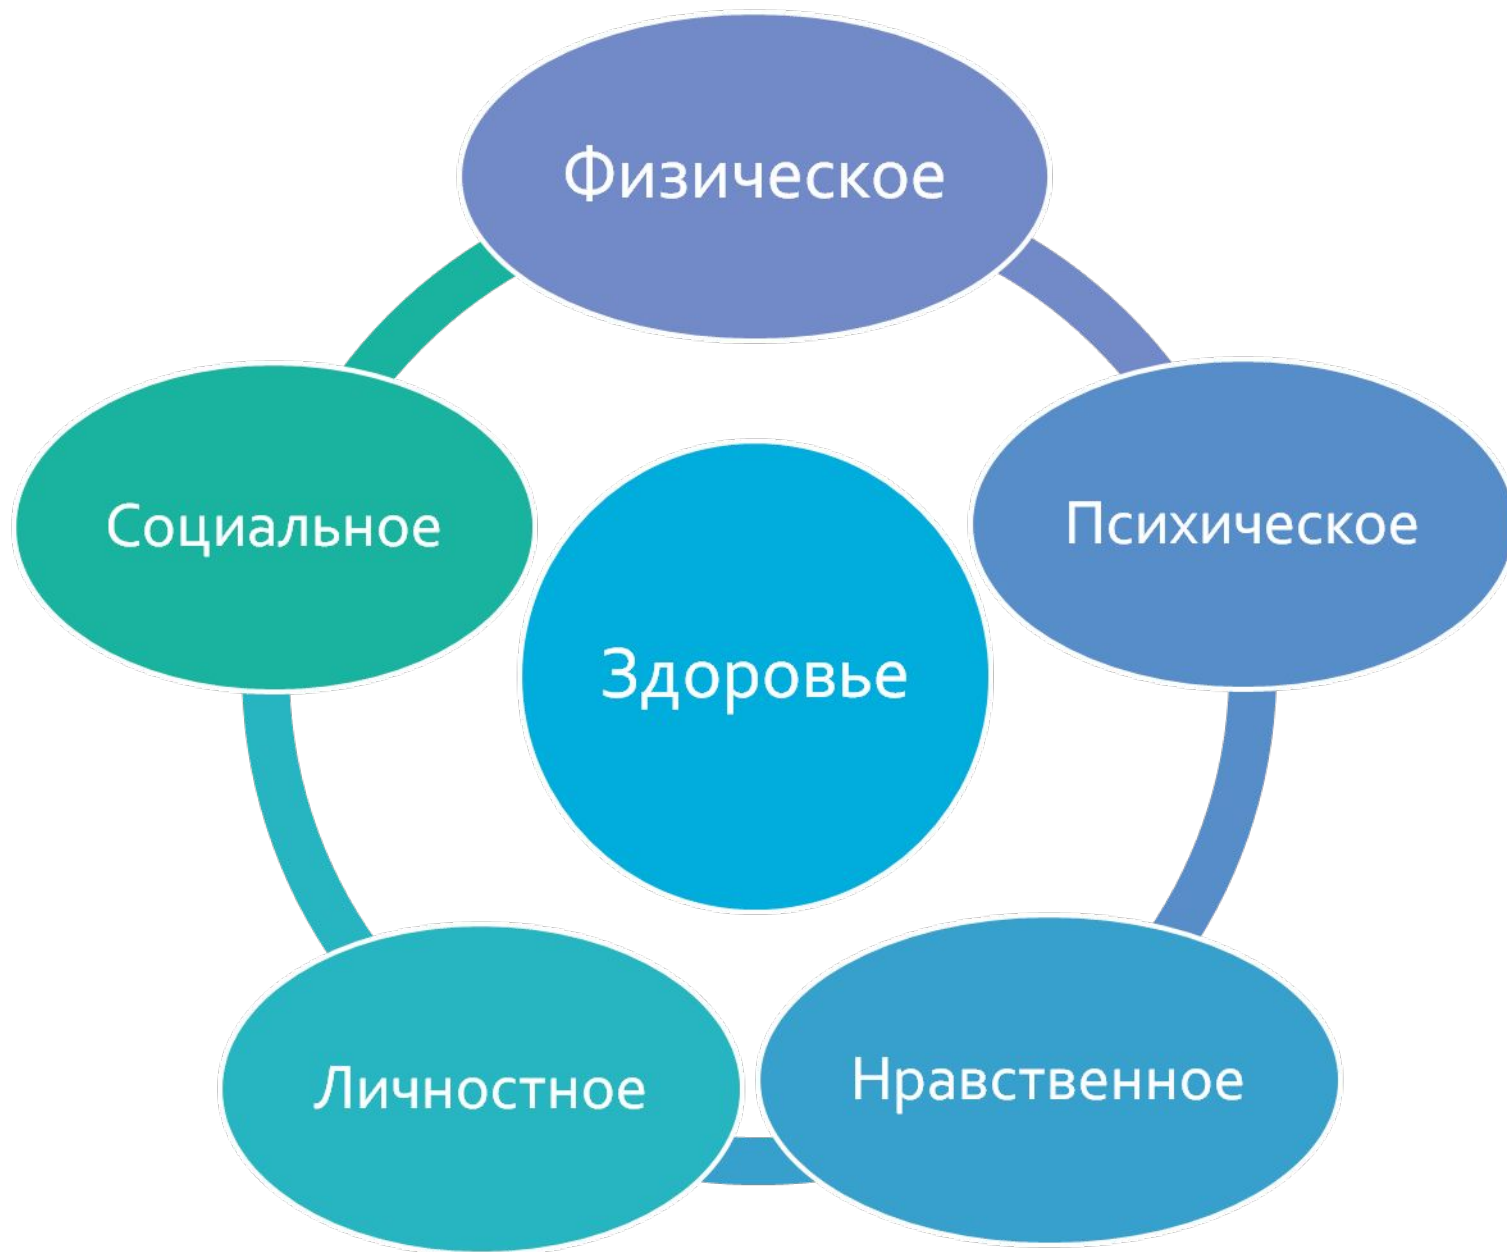 Физическое
Социальное
Психическое
Здоровье
Личностное
Нравственное